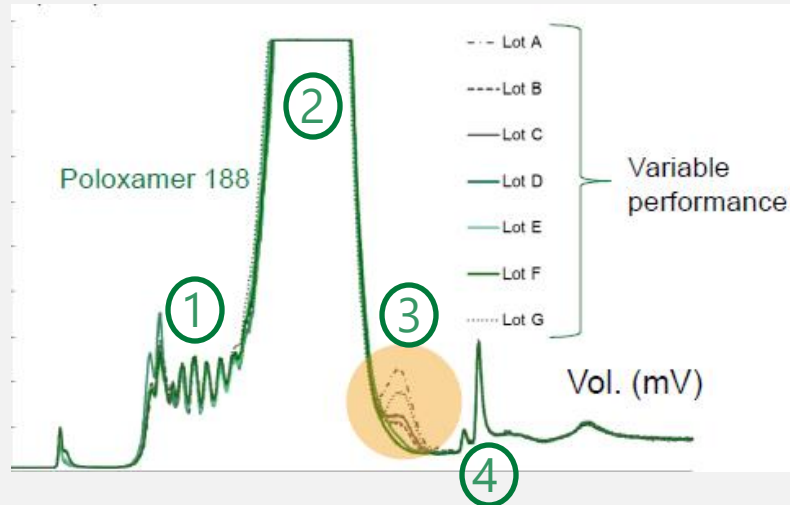 Lot A
Lot B
Lot C
Lot D
Lot E
Lot F
Lot G
Variable
performance
Poloxamer 188
1
2
3
4
Vol. (mV)